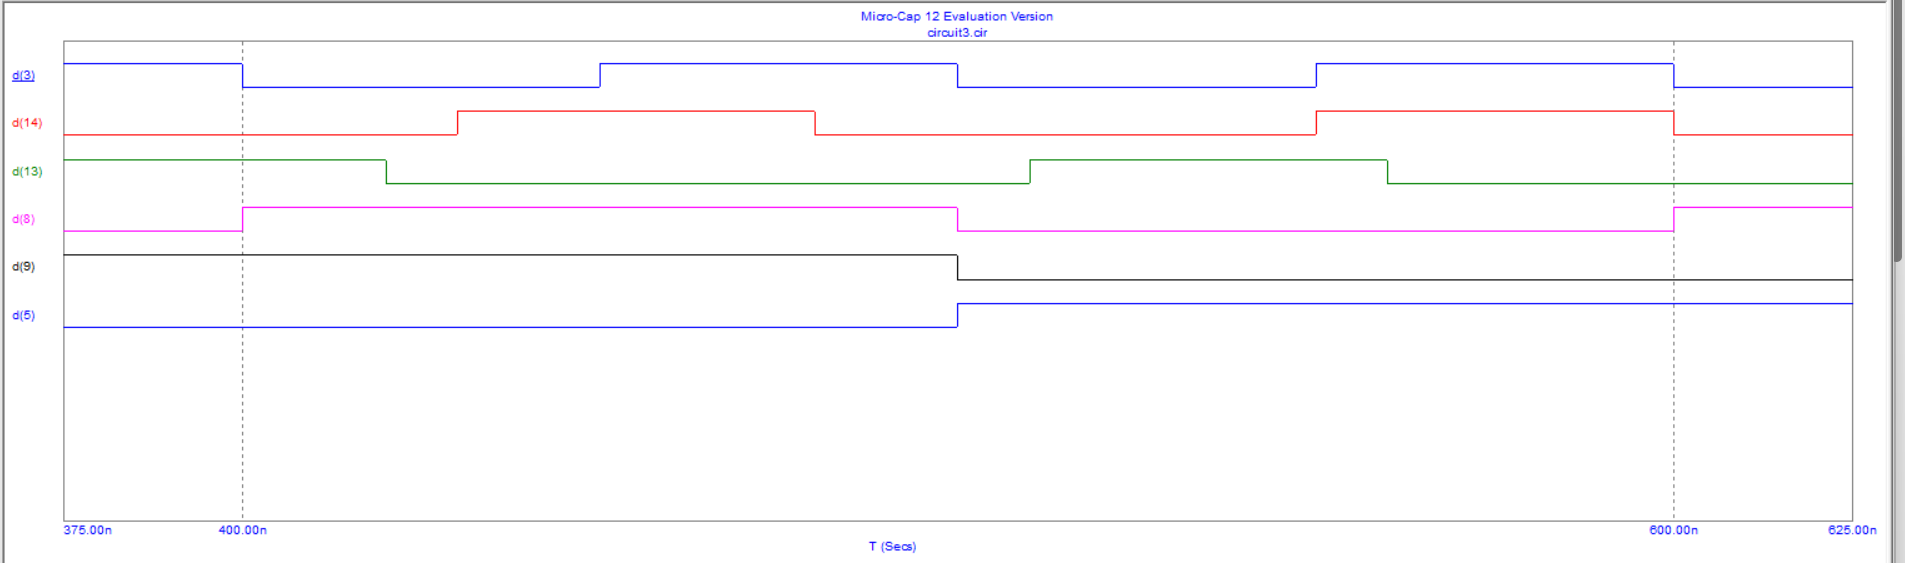 Micro-Cap 12 Evaluation Version
circuit3.cir
d(3)
d(14)
d(13)
d(8)
d(9)
d(5)
375.00n 400.00n 600.00n 625.00n
T (Secs)